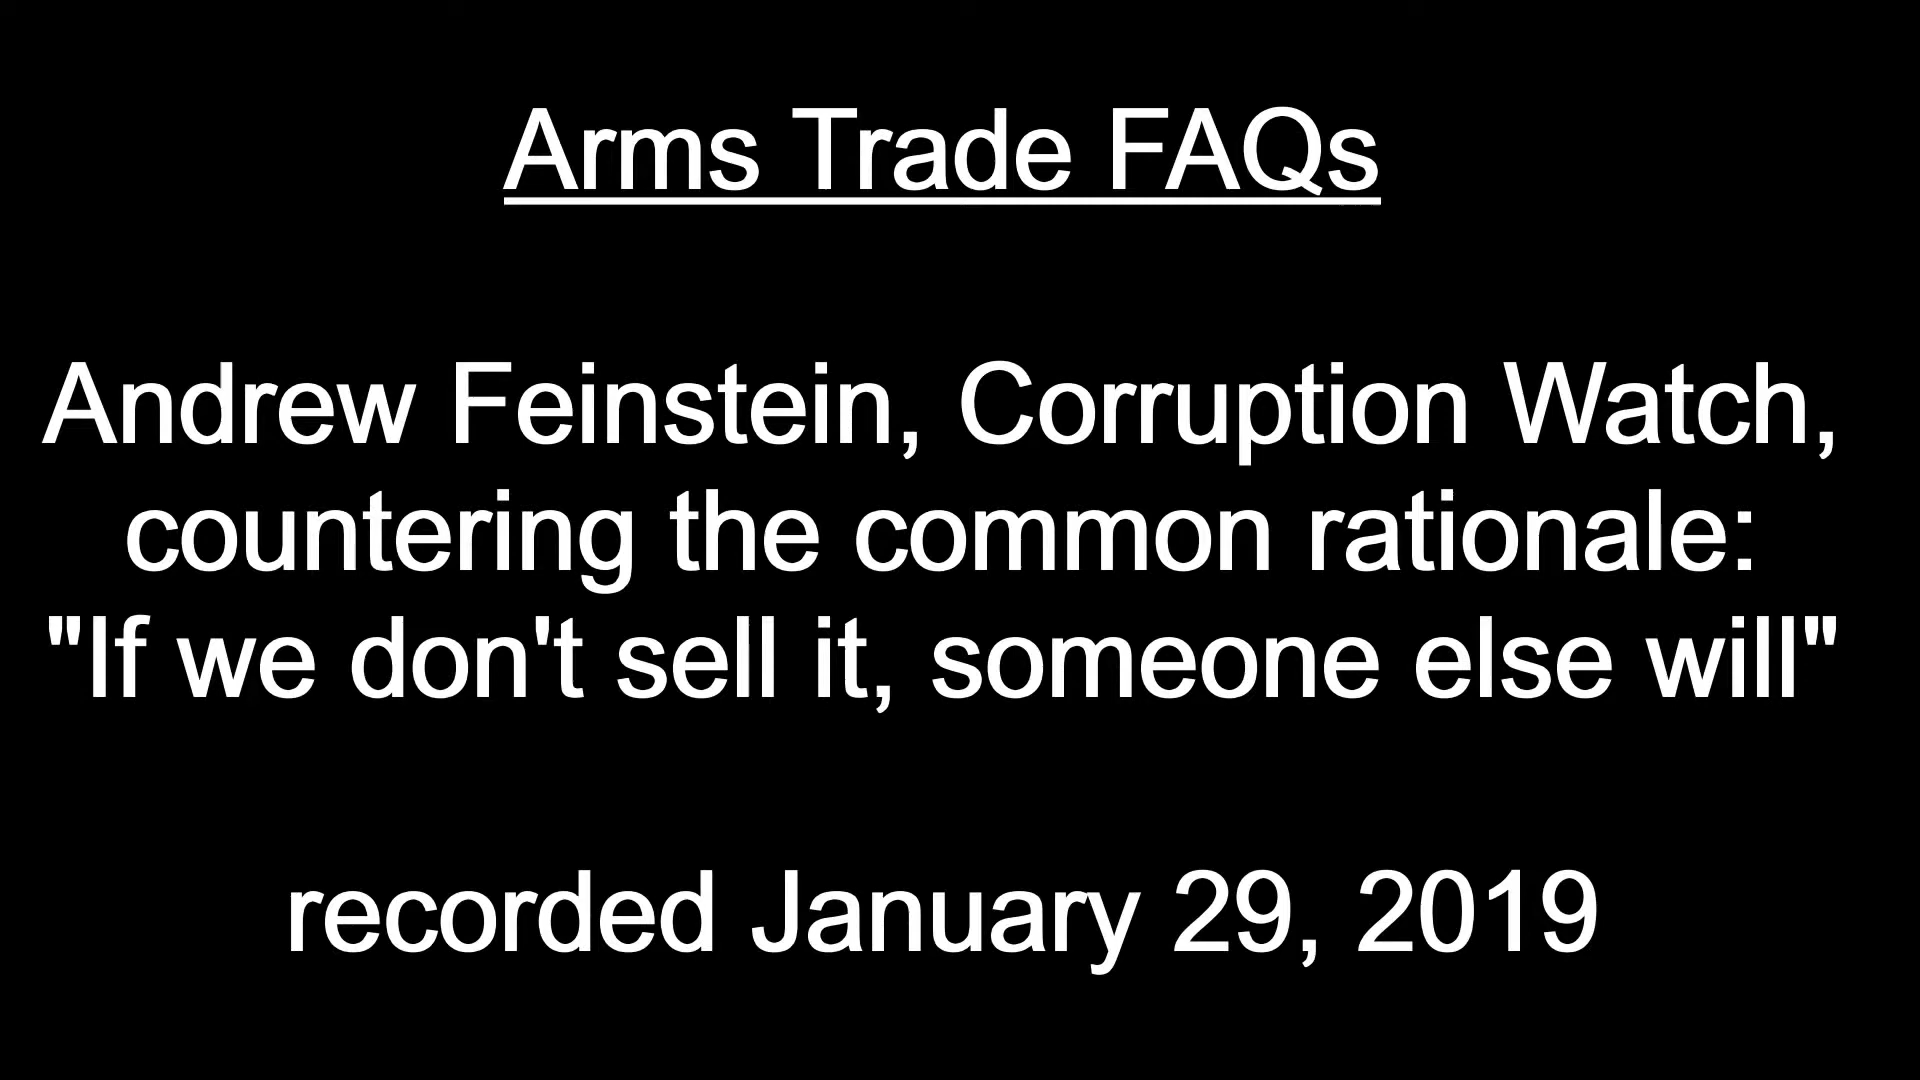 Arms Trade FAQs
Andrew Feinstein, Corruption Watch,
countering the common rationale:
"If we don't sell it, someone else will"
recorded January 29, 2019